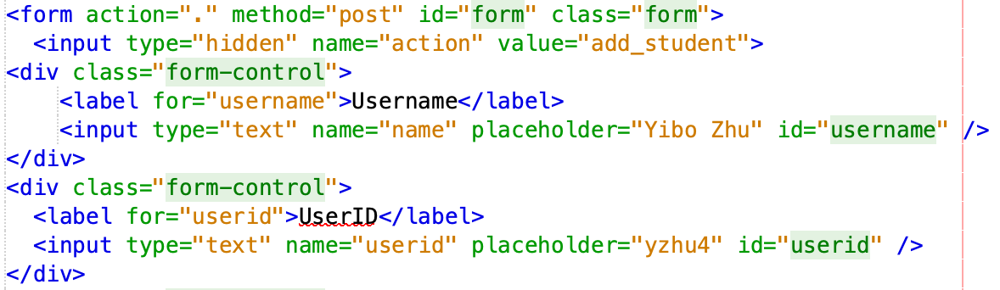 <form action="." method="post" id="form" class="form">
<input type="hidden" name="action" value="add_student">
<div class="form-control">
<label for="username">Username</label>
<input type="text" name="name" placeholder="Yibo Zhu" id="username" />
</div>
<div class="form-control">
<label for="userid">UserID</label>
<input type="text" name="userid" placeholder="yzhu4" id="userid" />
</div>